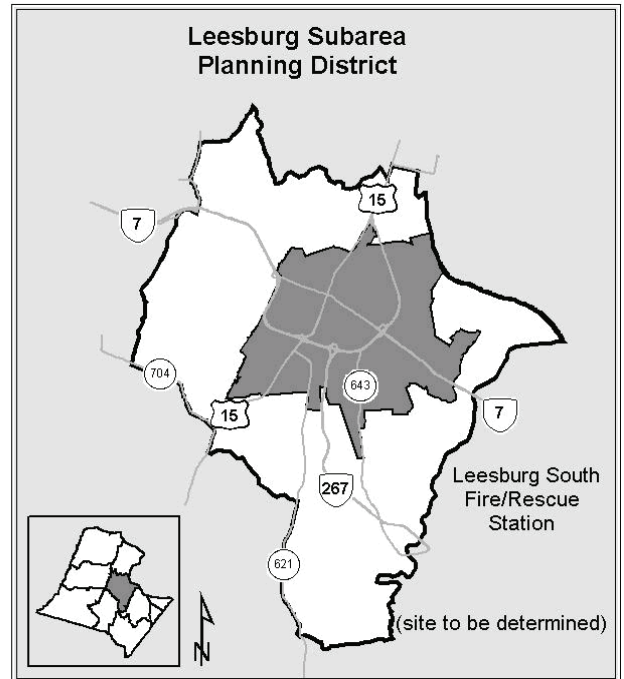 Leesburg Subarea
Planning District
15
7
704
15
643
7
267
Leesburg South
Fire/Rescue
Station
621
(site to be determined)
N